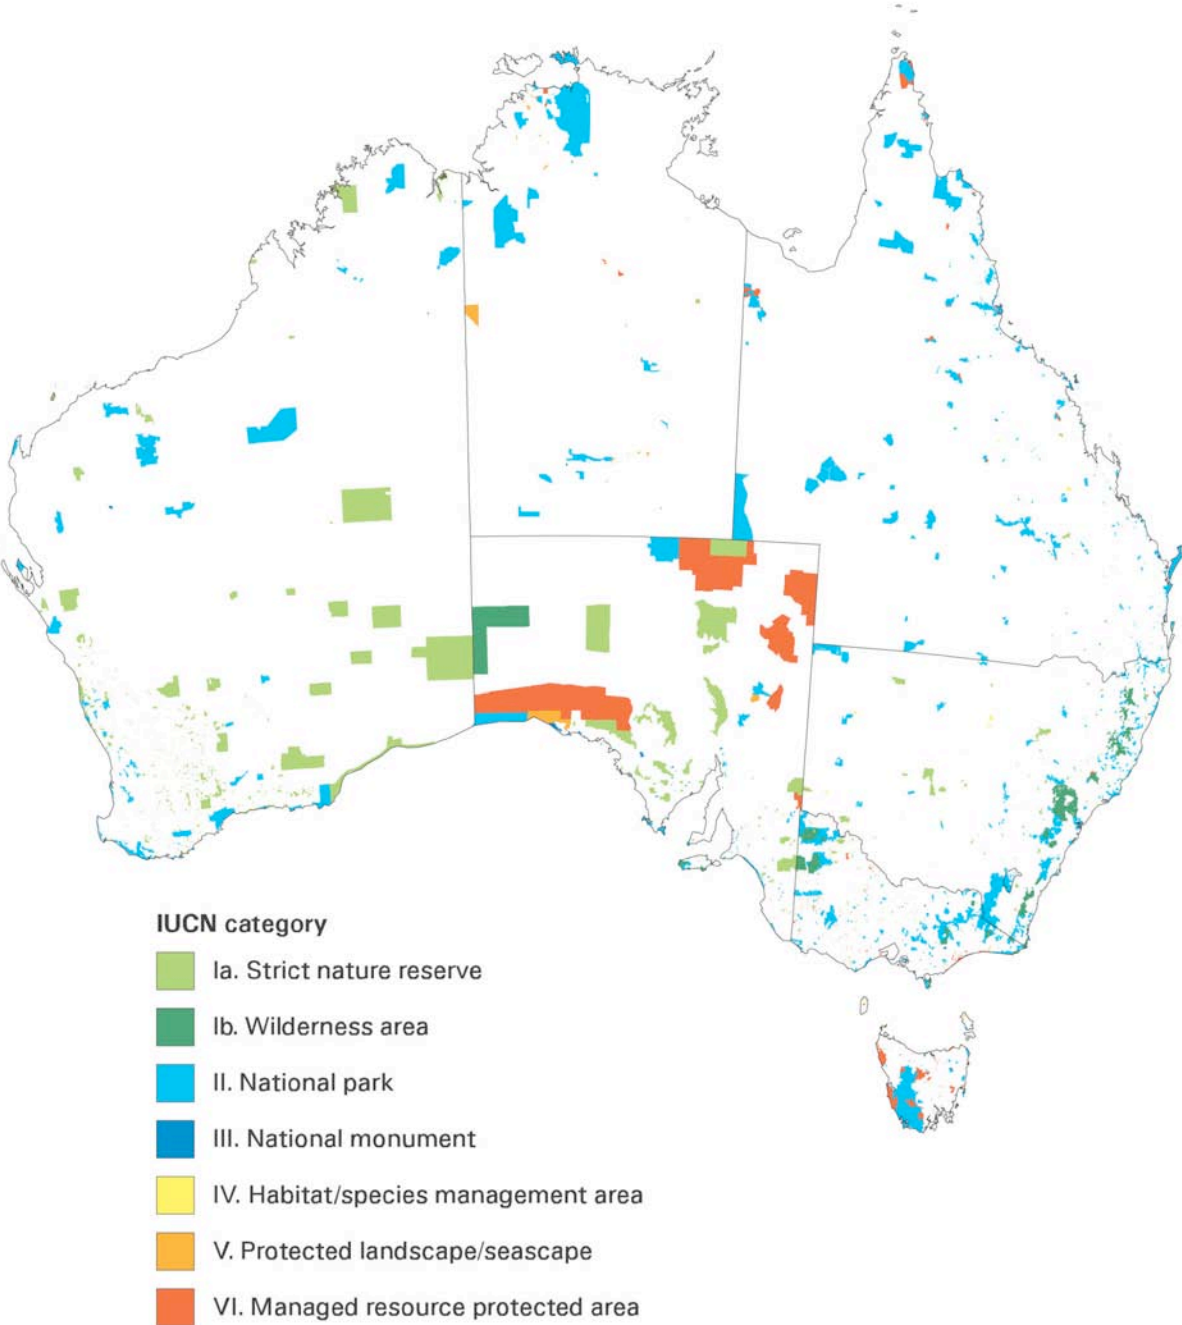 IUCN category
Ia. Strict nature reserve
Ib. Wilderness area
II. National park
III. National monument
IV. Habitat/species management area
V. Protected landscape/seascape
VI. Managed resource protected area